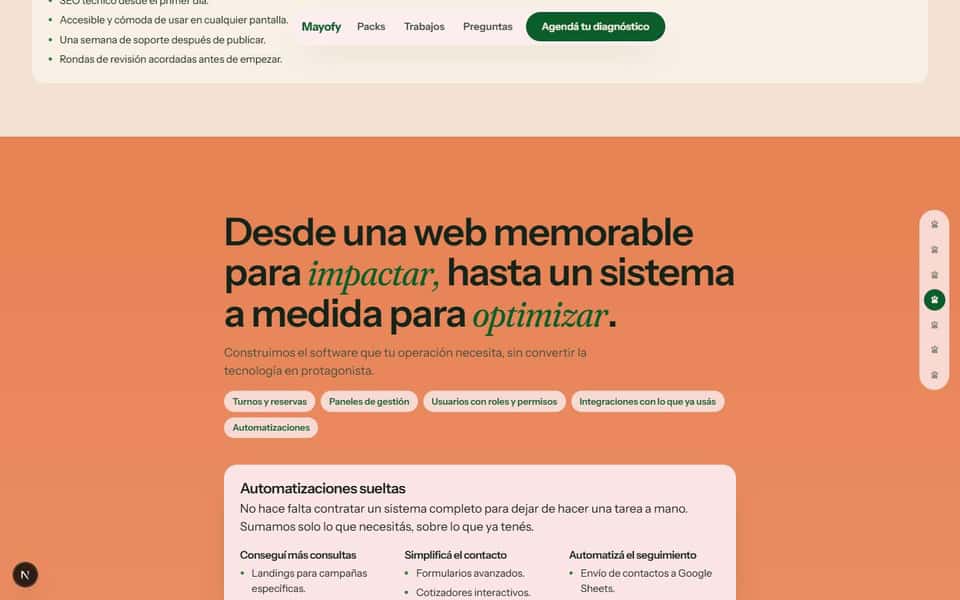 SEO técnico desde el primer día.
Accesible y cómoda de usar en cualquier pantalla.
Una semana de soporte después de publicar.
Rondas de revisión acordadas antes de empezar.
Mayofy Packs Trabajos Preguntas Agendá tu diagnóstico
Desde una web memorable
para impactar, hasta un sistema
a medida para optimizar.
Construimos el software que tu operación necesita, sin convertir la
tecnología en protagonista.
Turnos y reservas Paneles de gestión Usuarios con roles y permisos Integraciones con lo que ya usás
Automatizaciones
Automatizaciones sueltas
No hace falta contratar un sistema completo para dejar de hacer una tarea a mano.
Sumamos solo lo que necesitás, sobre lo que ya tenés.
Conseguí más consultas
Landings para campañas
específicas.
Simplificá el contacto
Formularios avanzados.
Cotizadores interactivos.
Automatizá el seguimiento
Envío de contactos a Google
Sheets.
N